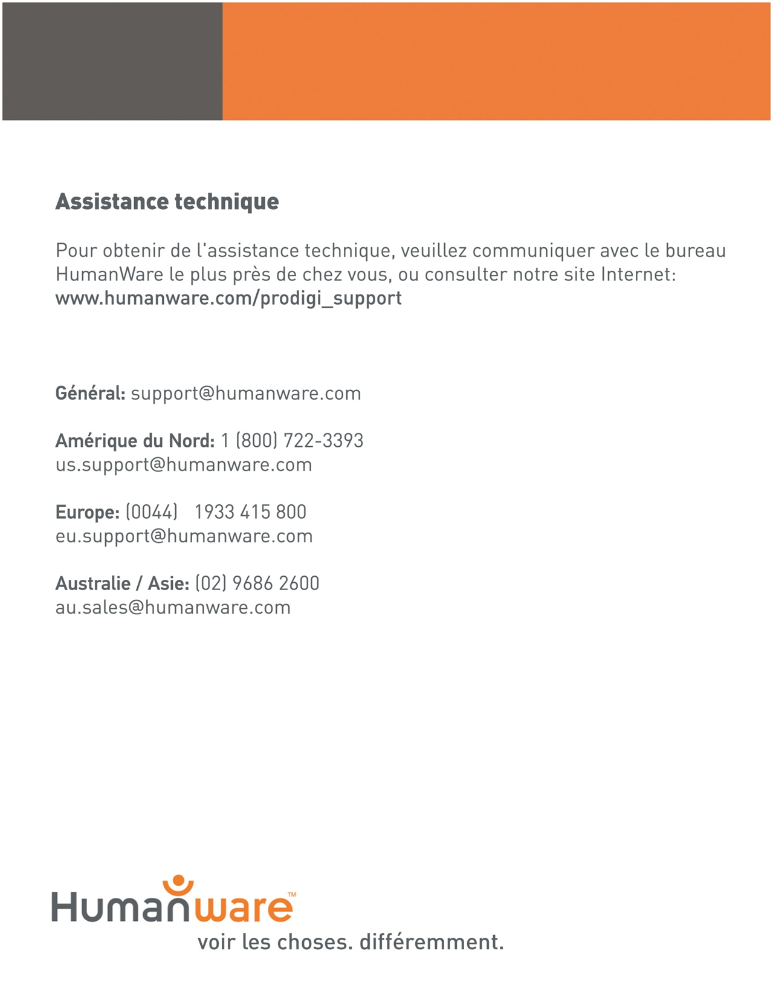 Assistance technique
Pour obtenir de l'assistance technique, veuillez communiquer avec le bureau
HumanWare le plus près de chez vous, ou consulter notre site Internet:
www.humanware.com/prodigi_support
Général: support@humanware.com
Amérique du Nord: 1 (800) 722-3393
us.support@humanware.com
Europe: (0044)   1933 415 800
eu.support@humanware.com
Australie / Asie: (02) 9686 2600
au.sales@humanware.com
Humanware™
voir les choses. différemment.